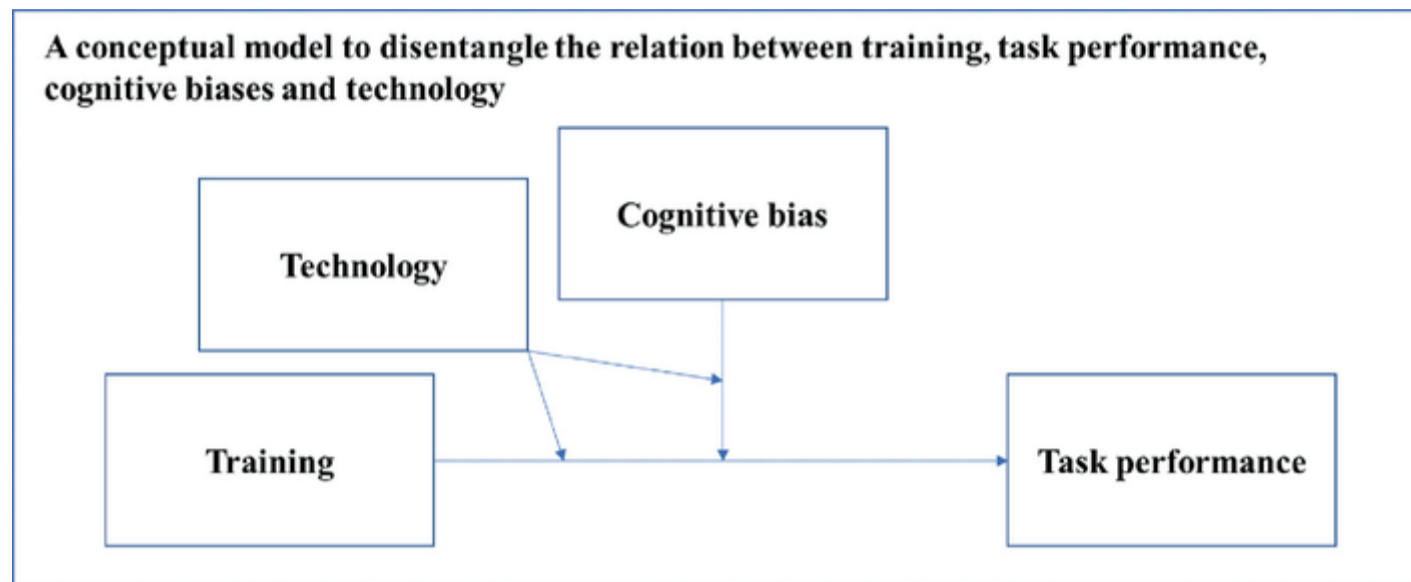 A conceptual model to disentangle the relation between training, task performance,
cognitive biases and technology
Cognitive bias
Technology
Training
Task performance